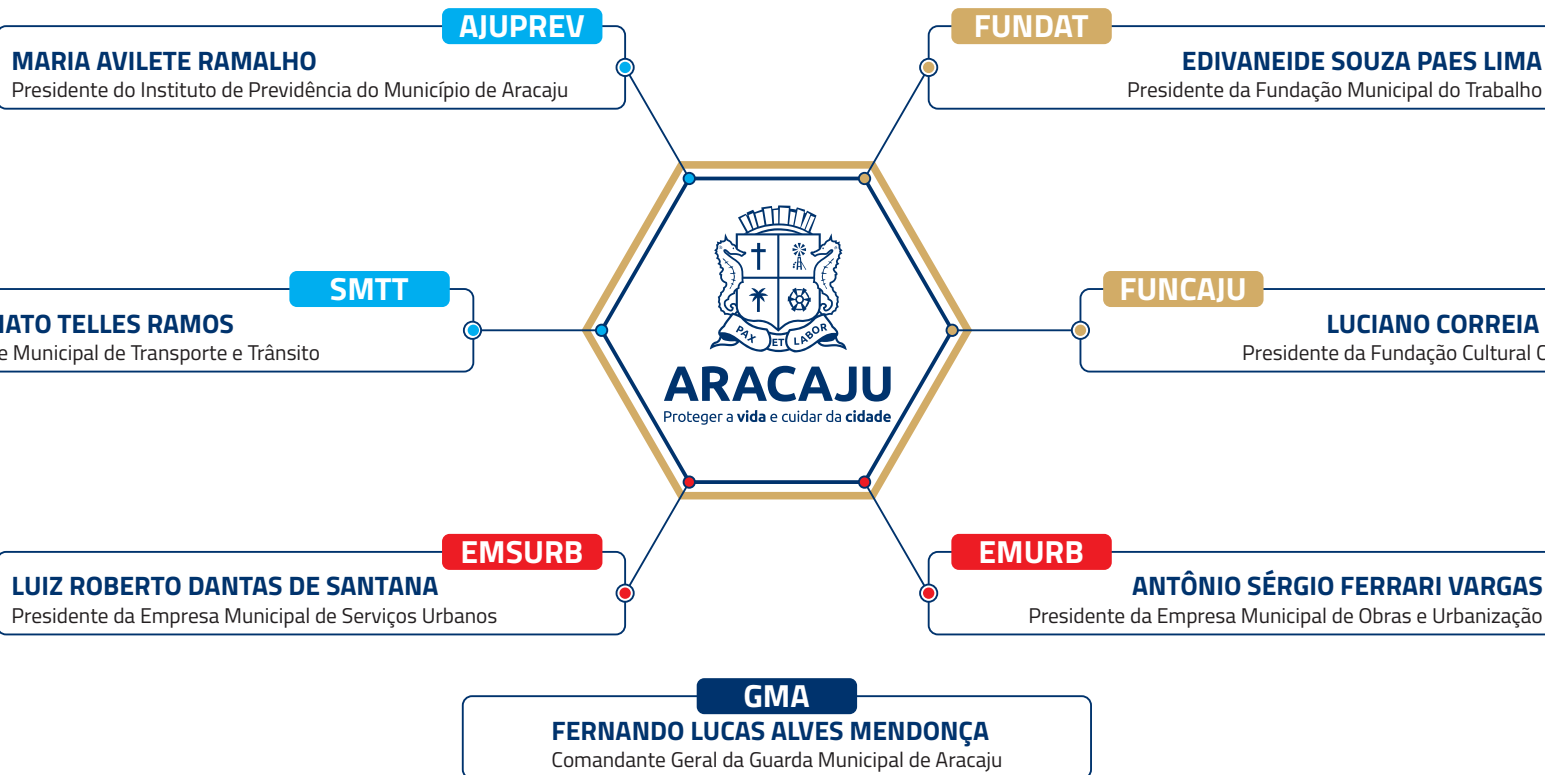 AJUPREV
MARIA AVILETE RAMALHO
Presidente do Instituto de Previdência do Município de Aracaju
FUNDAT
EDIVANEIDE SOUZA PAES LIMA
Presidente da Fundação Municipal do Trabalho
SMTT
TELLES RAMOS
Municipal de Transporte e Trânsito
PAX ET LABOR
ARACAJU
Proteger a vida e cuidar da cidade
FUNCAJU
LUCIANO CORREIA
Presidente da Fundação Cultural
EMSURB
LUIZ ROBERTO DANTAS DE SANTANA
Presidente da Empresa Municipal de Serviços Urbanos
EMURB
ANTÔNIO SÉRGIO FERRARI VARGAS
Presidente da Empresa Municipal de Obras e Urbanização
GMA
FERNANDO LUCAS ALVES MENDONÇA
Comandante Geral da Guarda Municipal de Aracaju